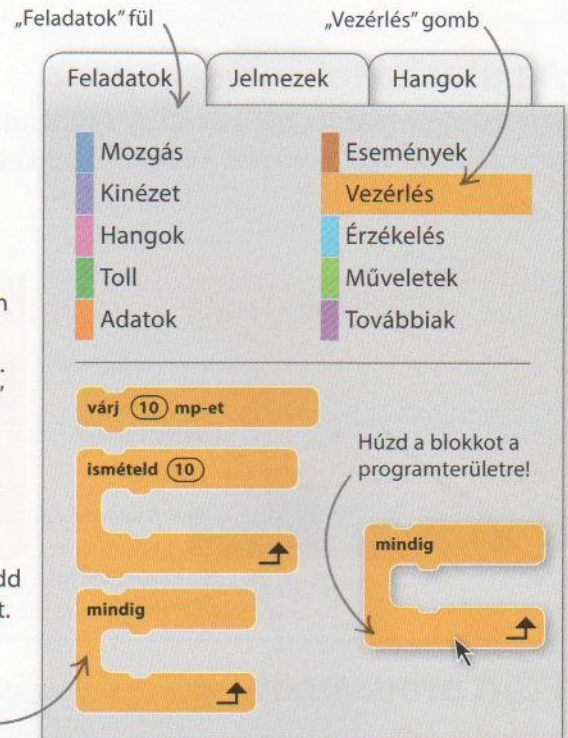 „Feladatok” fül
„Vezérlés” gomb
Feladatok
Jelmezek
Hangok
Mozgás
Események
Kinézet
Vezérlés
Hangok
Érzékelés
Toll
Műveletek
Adatok
Továbbiak
várj 10 mp-et
ismételd 10
Húzd a blokkot a
programterületre!
mindig
mindig